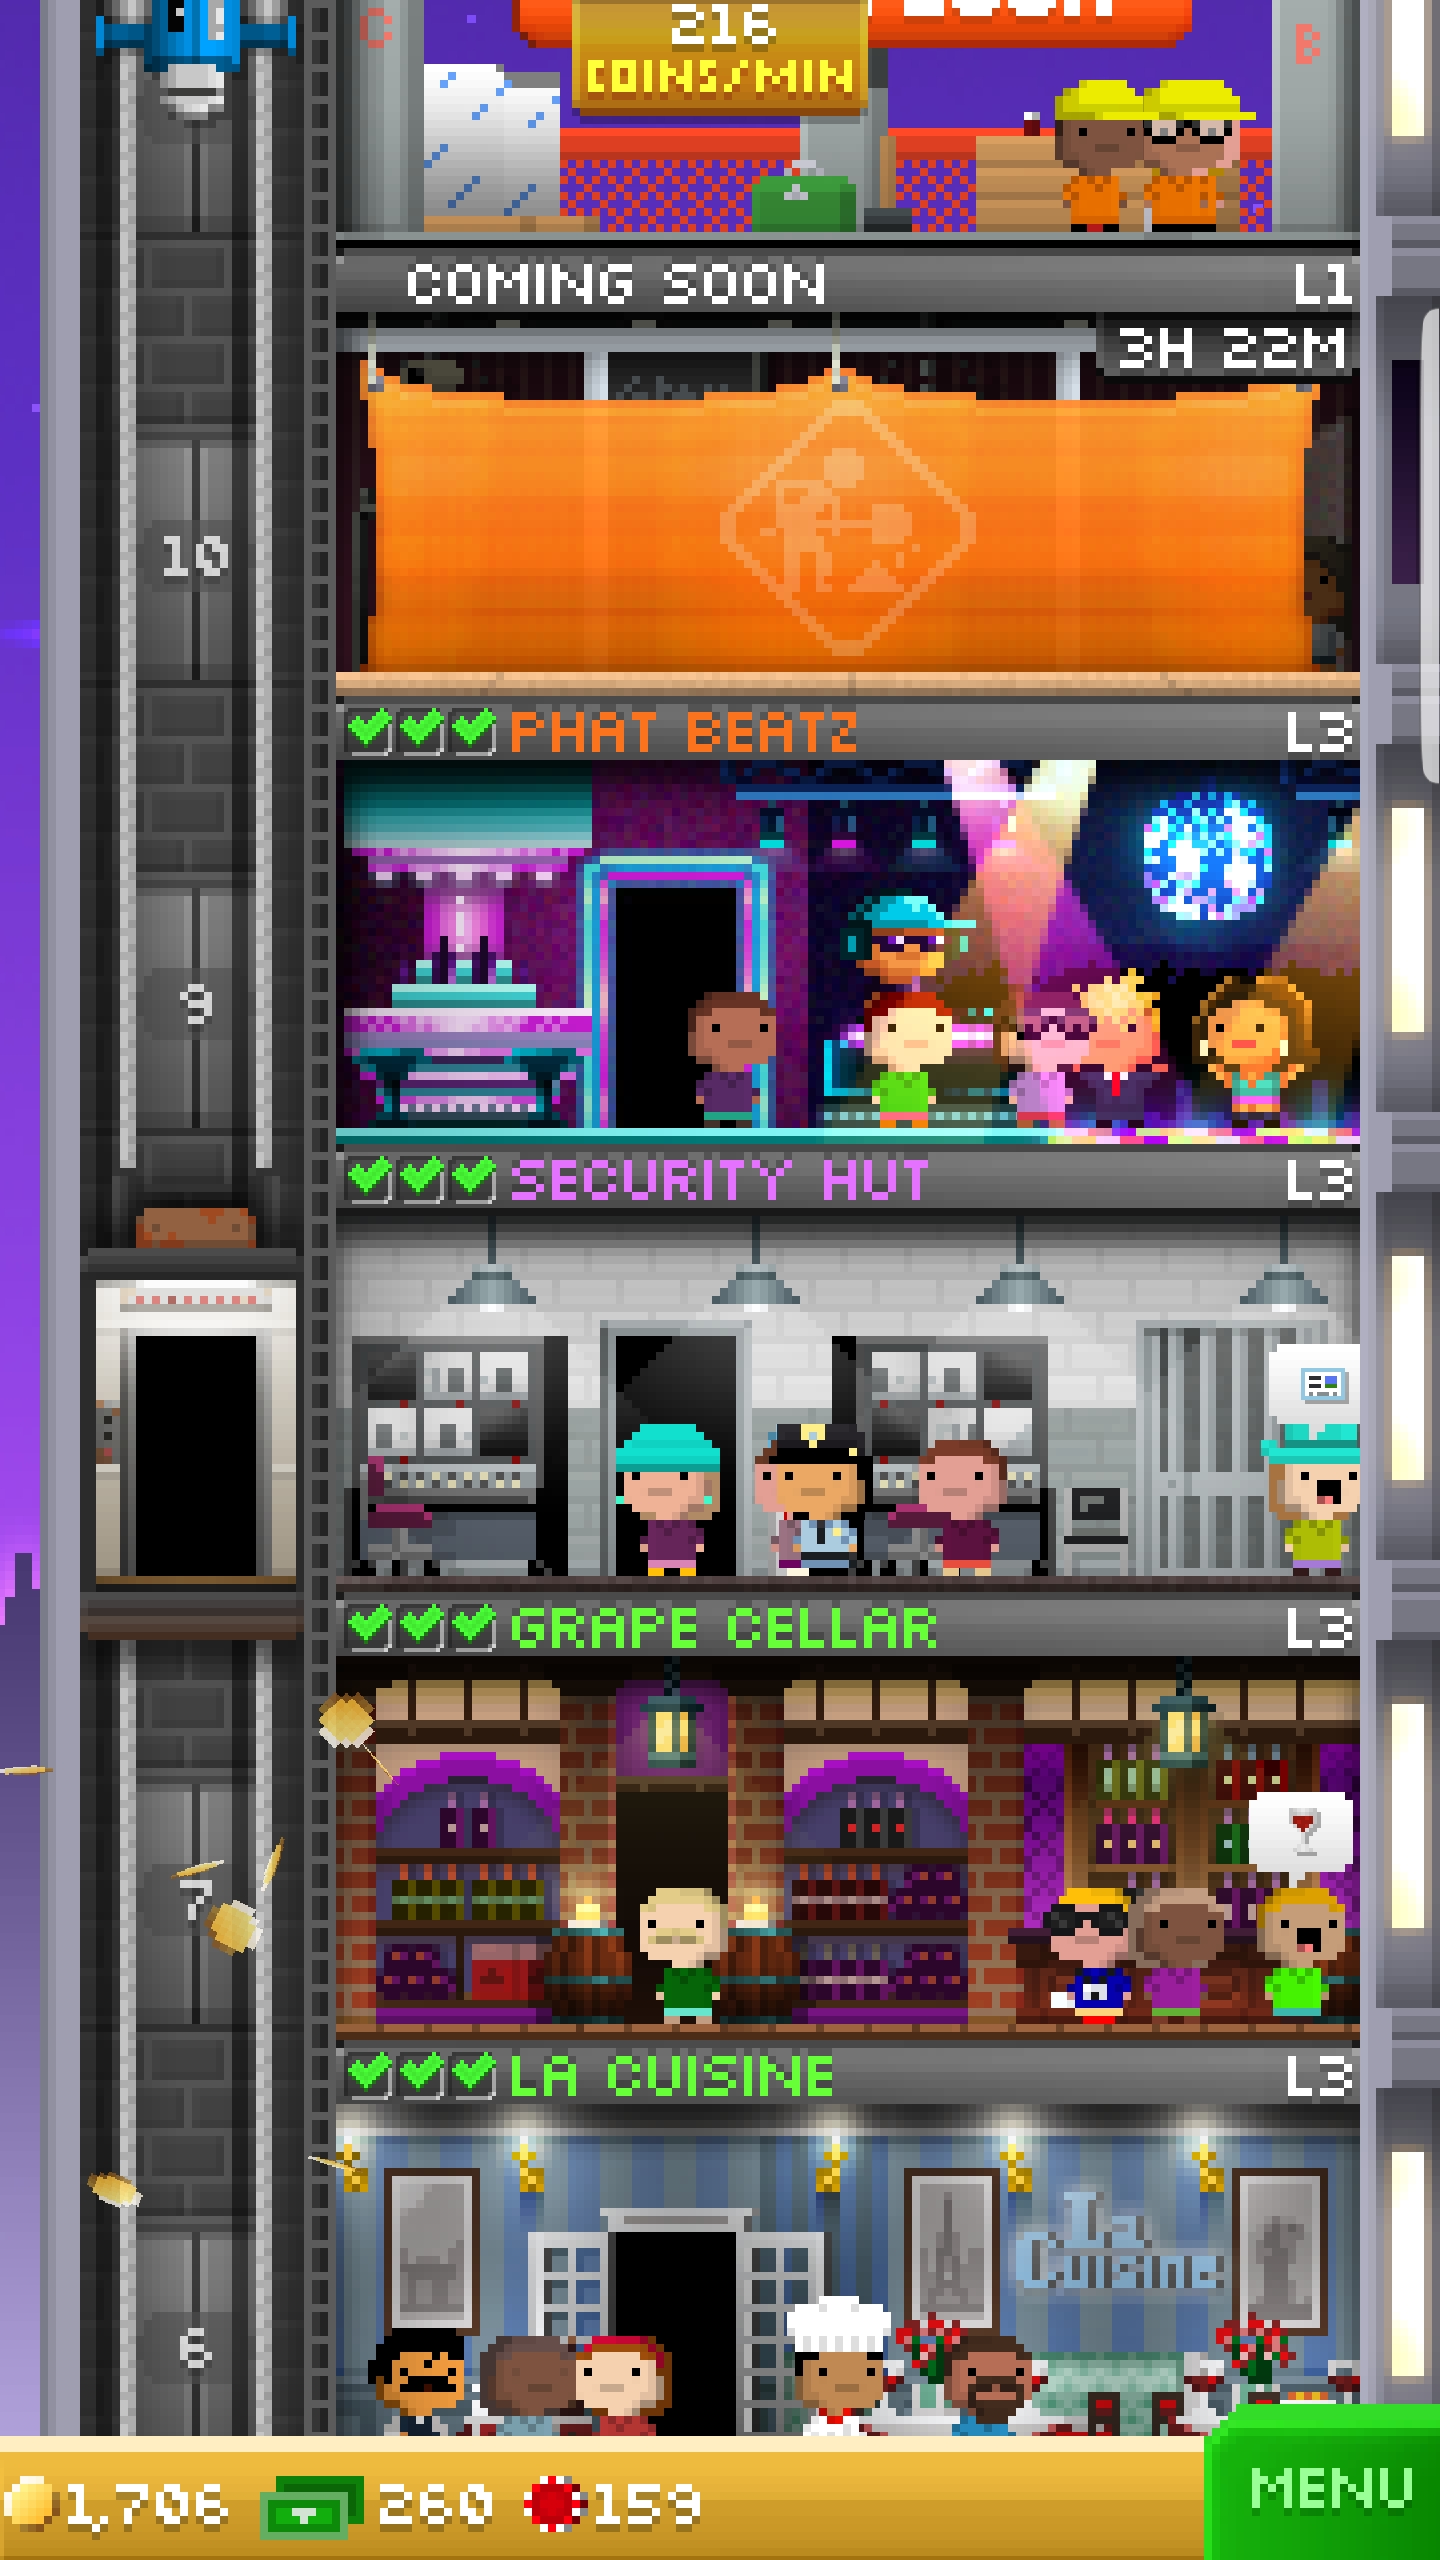 216
COINS/MIN
C
B
COMING SOON L1
3H 22M
10
PHAT BEATZ L3
9
SECURITY HUT L3
GRAPE CELLAR L3
7
LA CUISINE L3
La
Cuisine
6
1,706 260 159
MENU